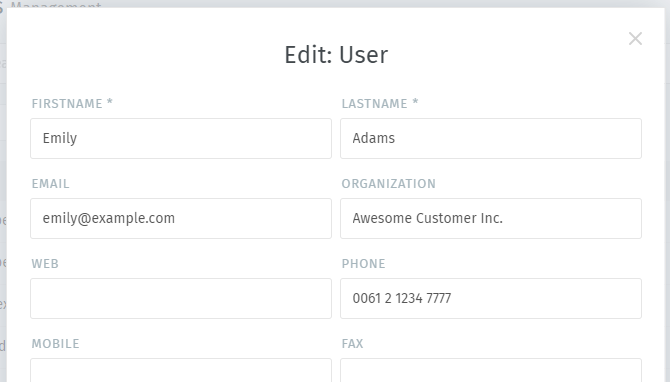 Management
Edit: User
FIRSTNAME * LASTNAME *
Emily Adams
EMAIL ORGANIZATION
emily@example.com Awesome Customer Inc.
WEB PHONE
0061 2 1234 7777
MOBILE FAX